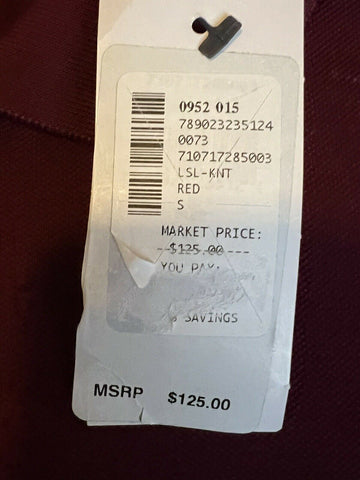 0952 015
789023235124
0073
710717285003
LSL-KNT
RED
S
MARKET PRICE:
$125.00
YOU PAY:
SAVINGS
MSRP $125.00